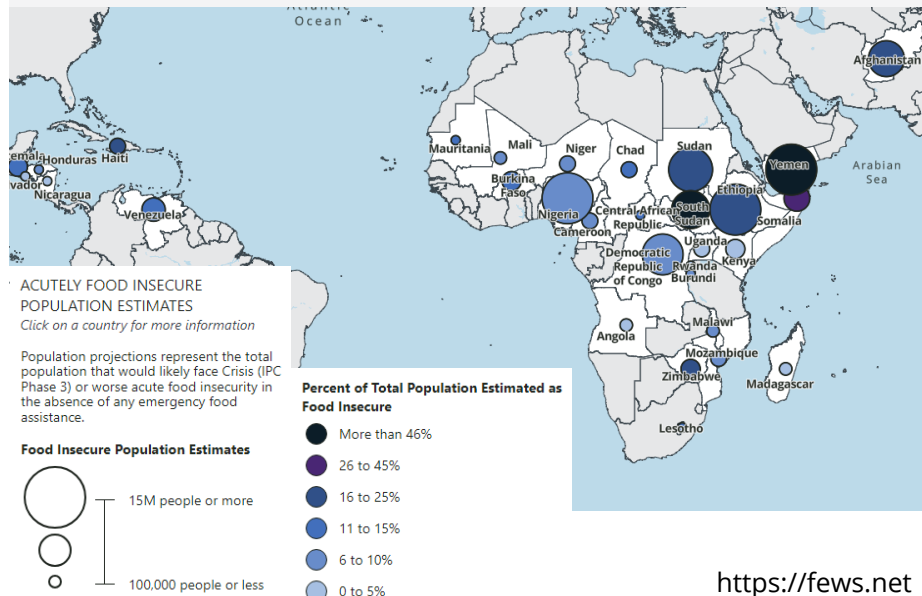 Atlantic
Ocean
Afghanistan
Mauritania
Mali
Niger
Chad
Sudan
Yemen
Arabian
Sea
Honduras
Haiti
Nicaragua
Venezuela
Burkina
Faso
Nigeria
Cameroon
Central African
Republic
South
Sudan
Ethiopia
Somalia
Democratic
Republic
of Congo
Uganda
Kenya
Rwanda
Burundi
Angola
Malawi
Mozambique
Zimbabwe
Madagascar
Lesotho
ACUTELY FOOD INSECURE
POPULATION ESTIMATES
Click on a country for more information
Population projections represent the total
population that would likely face Crisis (IPC
Phase 3) or worse acute food insecurity in
the absence of any emergency food
assistance.
Food Insecure Population Estimates
15M people or more
100,000 people or less
Percent of Total Population Estimated as
Food Insecure
More than 46%
26 to 45%
16 to 25%
11 to 15%
6 to 10%
0 to 5%
https://fews.net